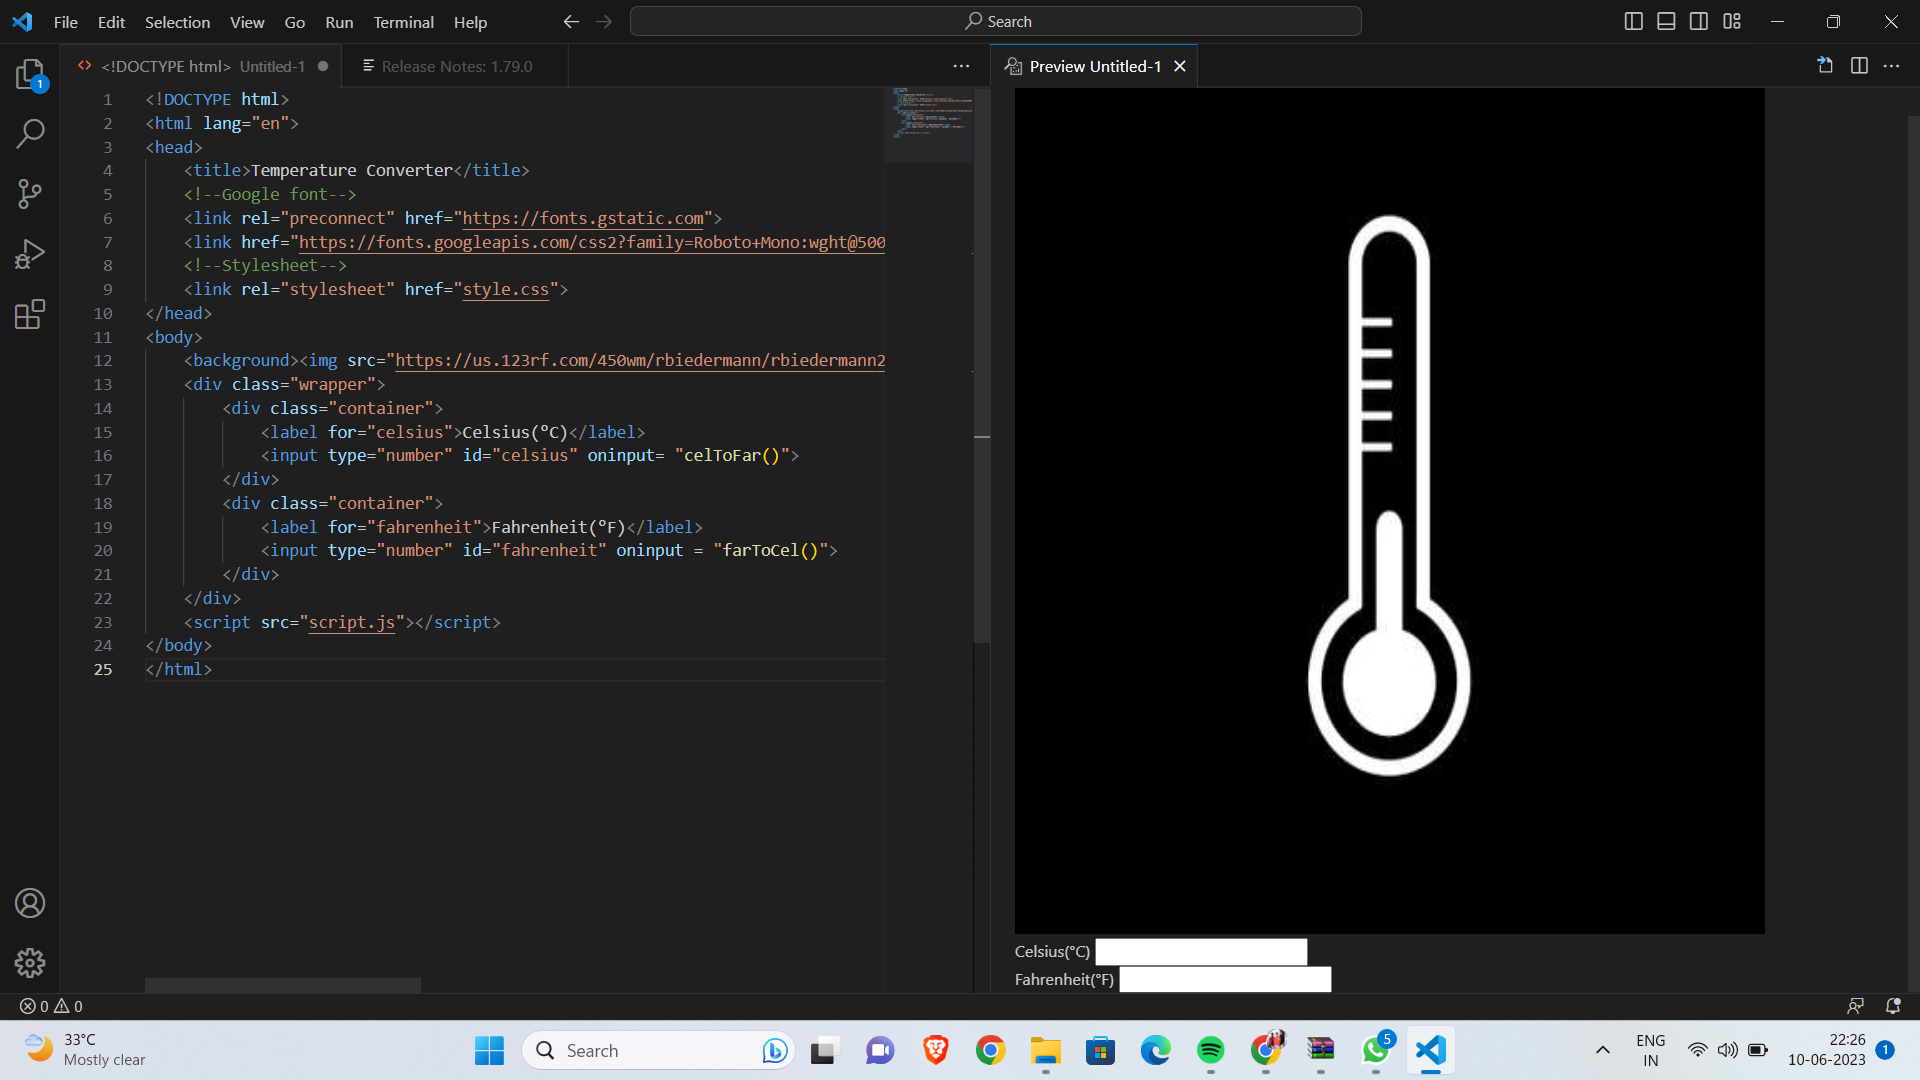 File Edit Selection View Go Run Terminal Help
Search
<!DOCTYPE html> Untitled-1
Release Notes: 1.79.0
Preview Untitled-1
1
1 <!DOCTYPE html>
2 <html lang="en">
3 <head>
4 <title>Temperature Converter</title>
5 <!--Google font-->
6 <link rel="preconnect" href="https://fonts.gstatic.com">
7 <link href="https://fonts.googleapis.com/css2?family=Roboto+Mono:wght@500
8 <!--Stylesheet-->
9 <link rel="stylesheet" href="style.css">
10 </head>
11 <body>
12 <background><img src="https://us.123rf.com/450wm/rbiedermann/rbiedermann2
13 <div class="wrapper">
14 <div class="container">
15 <label for="celsius">Celsius(°C)</label>
16 <input type="number" id="celsius" oninput= "celToFar()">
17 </div>
18 <div class="container">
19 <label for="fahrenheit">Fahrenheit(°F)</label>
20 <input type="number" id="fahrenheit" oninput = "farToCel()">
21 </div>
22 </div>
23 <script src="script.js"></script>
24 </body>
25 </html>
Celsius(°C)
Fahrenheit(°F)
0 0
33°C
Mostly clear
Search
5
ENG
IN
22:26
10-06-2023
1